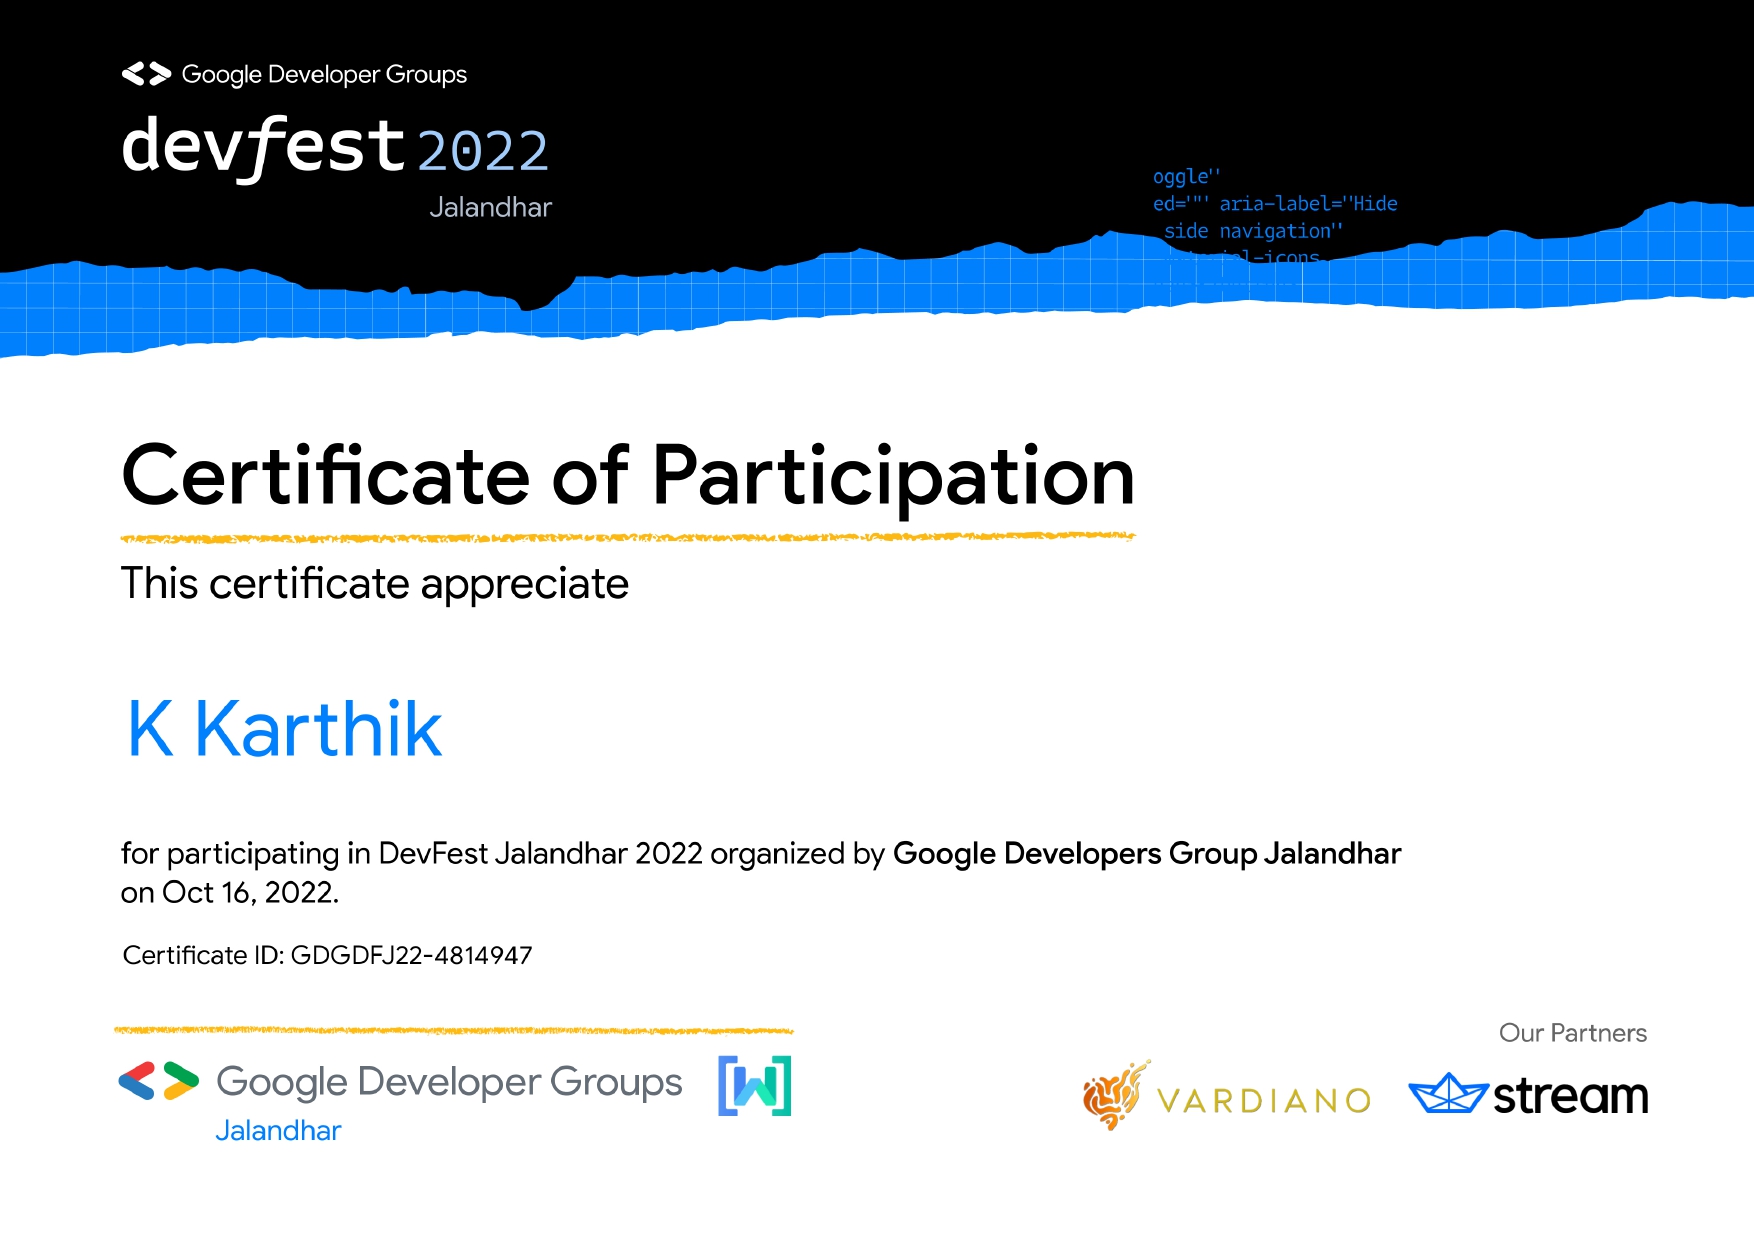 Google Developer Groups
devfest 2022
Jalandhar
oggle"
ed=""' aria-label="Hide
side navigation"
Certificate of Participation
This certificate appreciate
K Karthik
for participating in DevFest Jalandhar 2022 organized by Google Developers Group Jalandhar
on Oct 16, 2022.
Certificate ID: GDGDFJ22-4814947
Our Partners
Google Developer Groups
Jalandhar
VARDIANO
stream